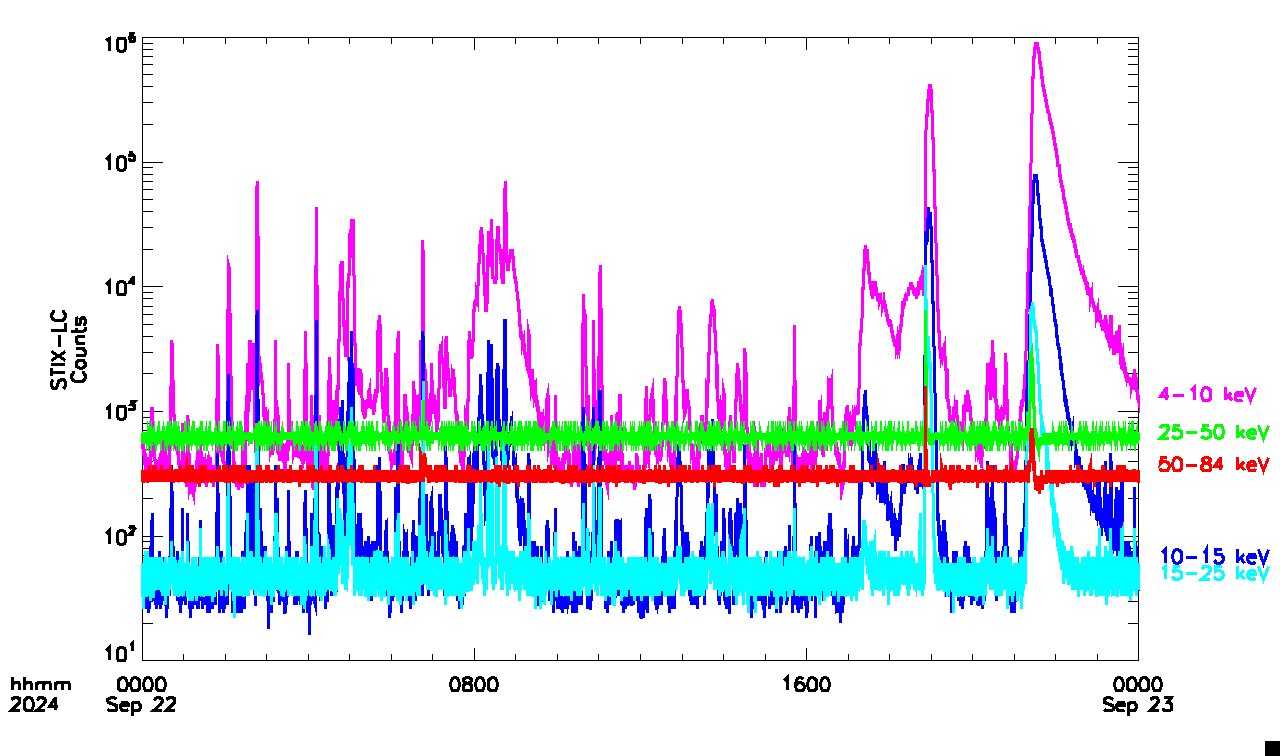 10⁶
10⁵
10⁴
10³
10²
10¹
STIX-LC
Counts
4-10 keV
25-50 keV
50-84 keV
10-15 keV
15-25 keV
hhmm 0000 0800 1600 0000
2024 Sep 22 Sep 23